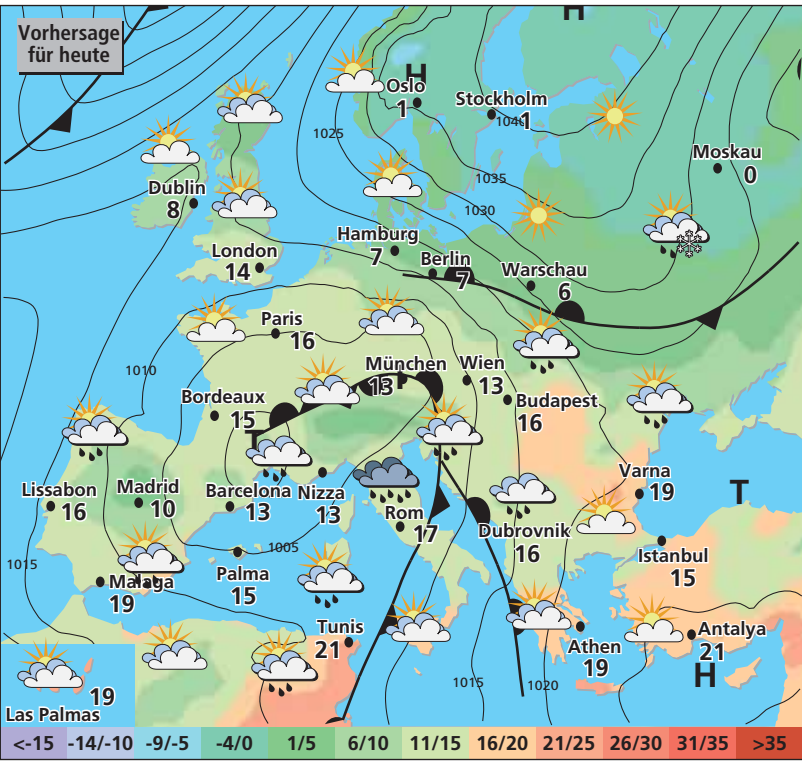 Vorhersage
für heute
H
H
Oslo
1
Stockholm
1
1040
1025
Moskau
0
1035
1030
Dublin
8
Hamburg
7
London
14
Berlin
7
Warschau
6
Paris
16
1010
München
13
Wien
13
Bordeaux
15
Budapest
16
T
Lissabon
16
Madrid
10
Barcelona
13
Nizza
13
Varna
19
T
Rom
17
Dubrovnik
16
1005
1015
Istanbul
15
Malaga
19
Palma
15
Tunis
21
Athen
19
Antalya
21
H
1015
1020
19
Las Palmas
<-15 -14/-10 -9/-5 -4/0 1/5 6/10 11/15 16/20 21/25 26/30 31/35 >35